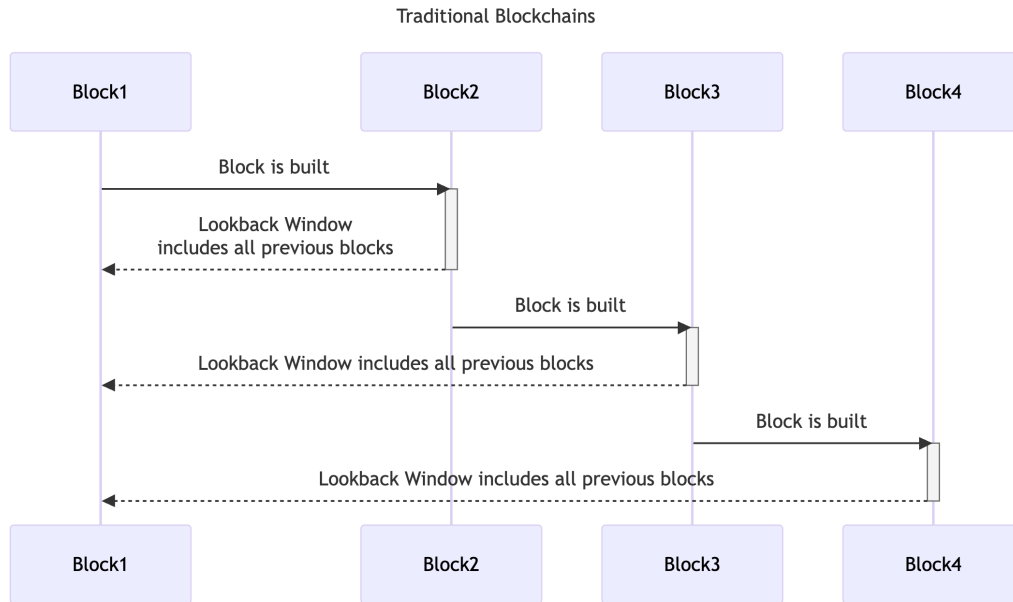 Traditional Blockchains
Block1
Block2
Block3
Block4
Block is built
Lookback Window
includes all previous blocks
Block is built
Lookback Window includes all previous blocks
Block is built
Lookback Window includes all previous blocks
Block1
Block2
Block3
Block4